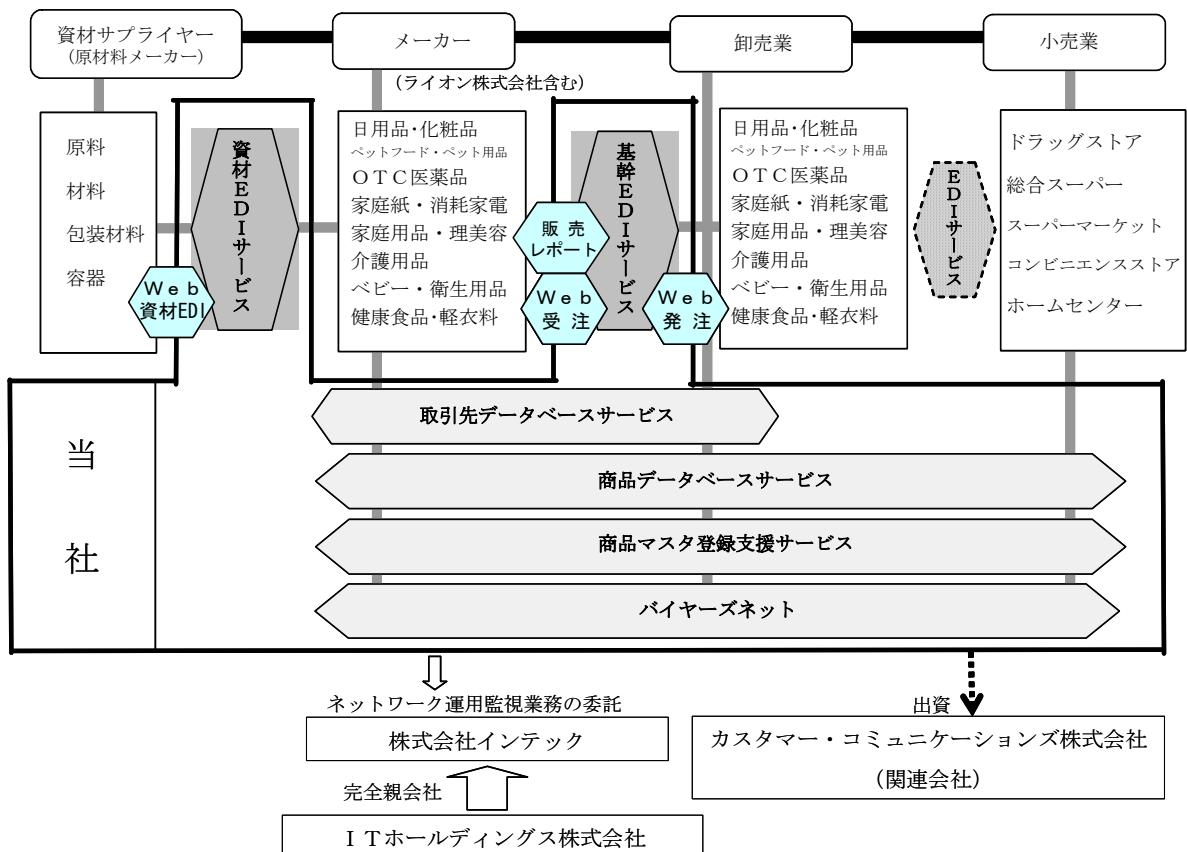 資材サプライヤー
(原材料メーカー)
メーカー
卸売業
小売業
(ライオン株式会社含む)
原料
材料
包装材料
容器
資材EDIサービス
Web
資材EDI
日用品・化粧品
ペットフード・ペット用品
OTC医薬品
家庭紙・消耗家電
家庭用品・理美容
介護用品
ベビー・衛生用品
健康食品・軽衣料
販売
レポート
Web
受注
基幹EDIサービス
Web
発注
日用品・化粧品
ペットフード・ペット用品
OTC医薬品
家庭紙・消耗家電
家庭用品・理美容
介護用品
ベビー・衛生用品
健康食品・軽衣料
EDIサービス
ドラッグストア
総合スーパー
スーパーマーケット
コンビニエンスストア
ホームセンター
当
社
取引先データベースサービス
商品データベースサービス
商品マスタ登録支援サービス
バイヤーズネット
ネットワーク運用監視業務の委託
出資
株式会社インテック
カスタマー・コミュニケーションズ株式会社
(関連会社)
完全親会社
ITホールディングス株式会社